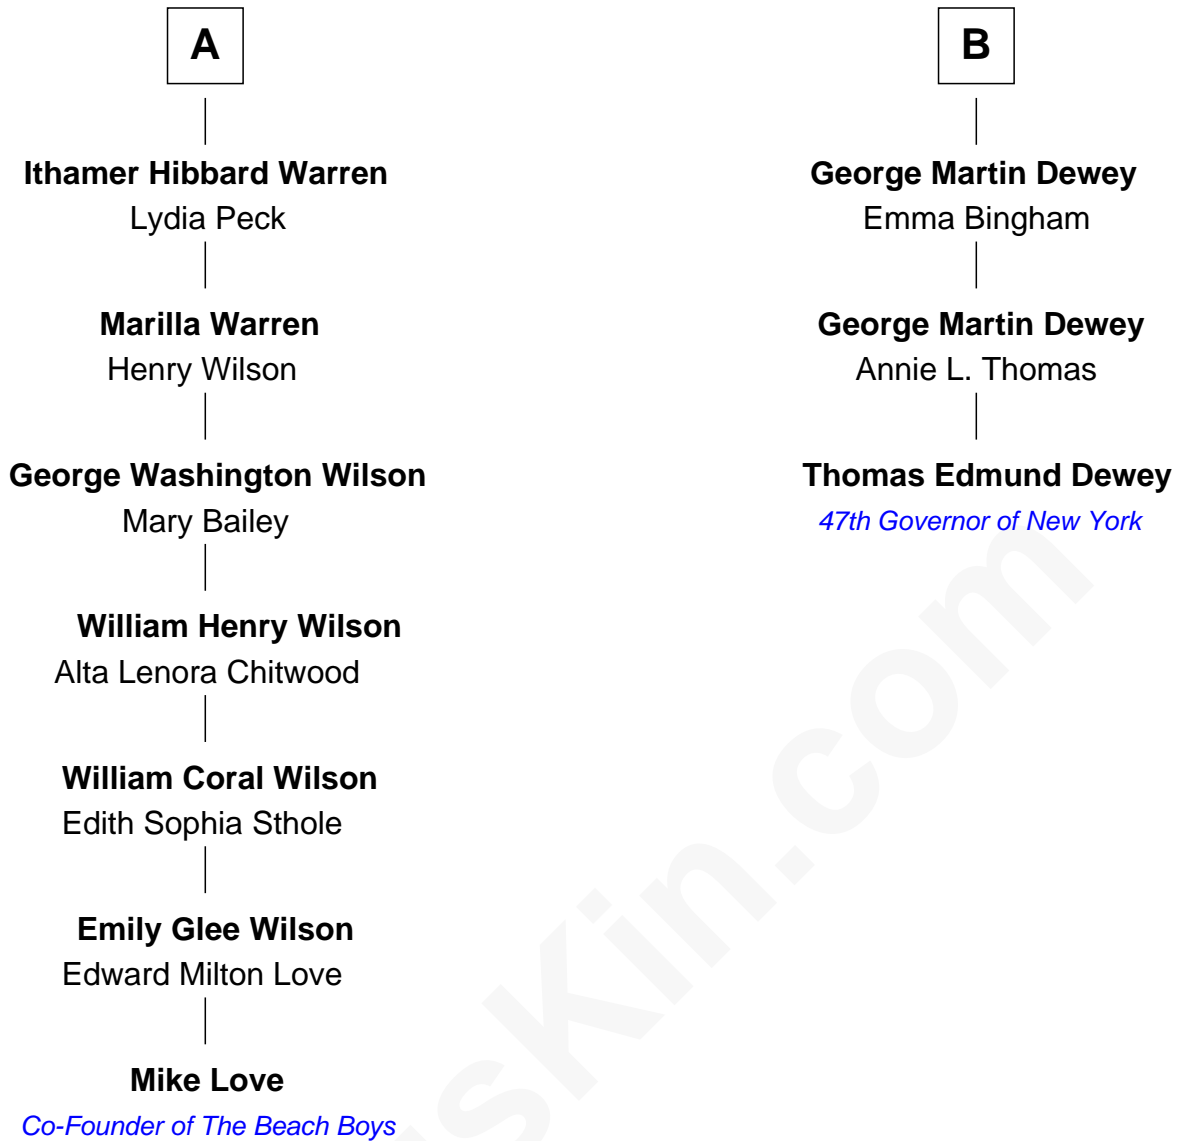 A
Ithamer Hibbard Warren
Lydia Peck
Marilla Warren
Henry Wilson
George Washington Wilson
Mary Bailey
William Henry Wilson
Alta Lenora Chitwood
William Coral Wilson
Edith Sophia Sthole
Emily Glee Wilson
Edward Milton Love
Mike Love
Co-Founder of The Beach Boys
B
George Martin Dewey
Emma Bingham
George Martin Dewey
Annie L. Thomas
Thomas Edmund Dewey
47th Governor of New York
sKin.com